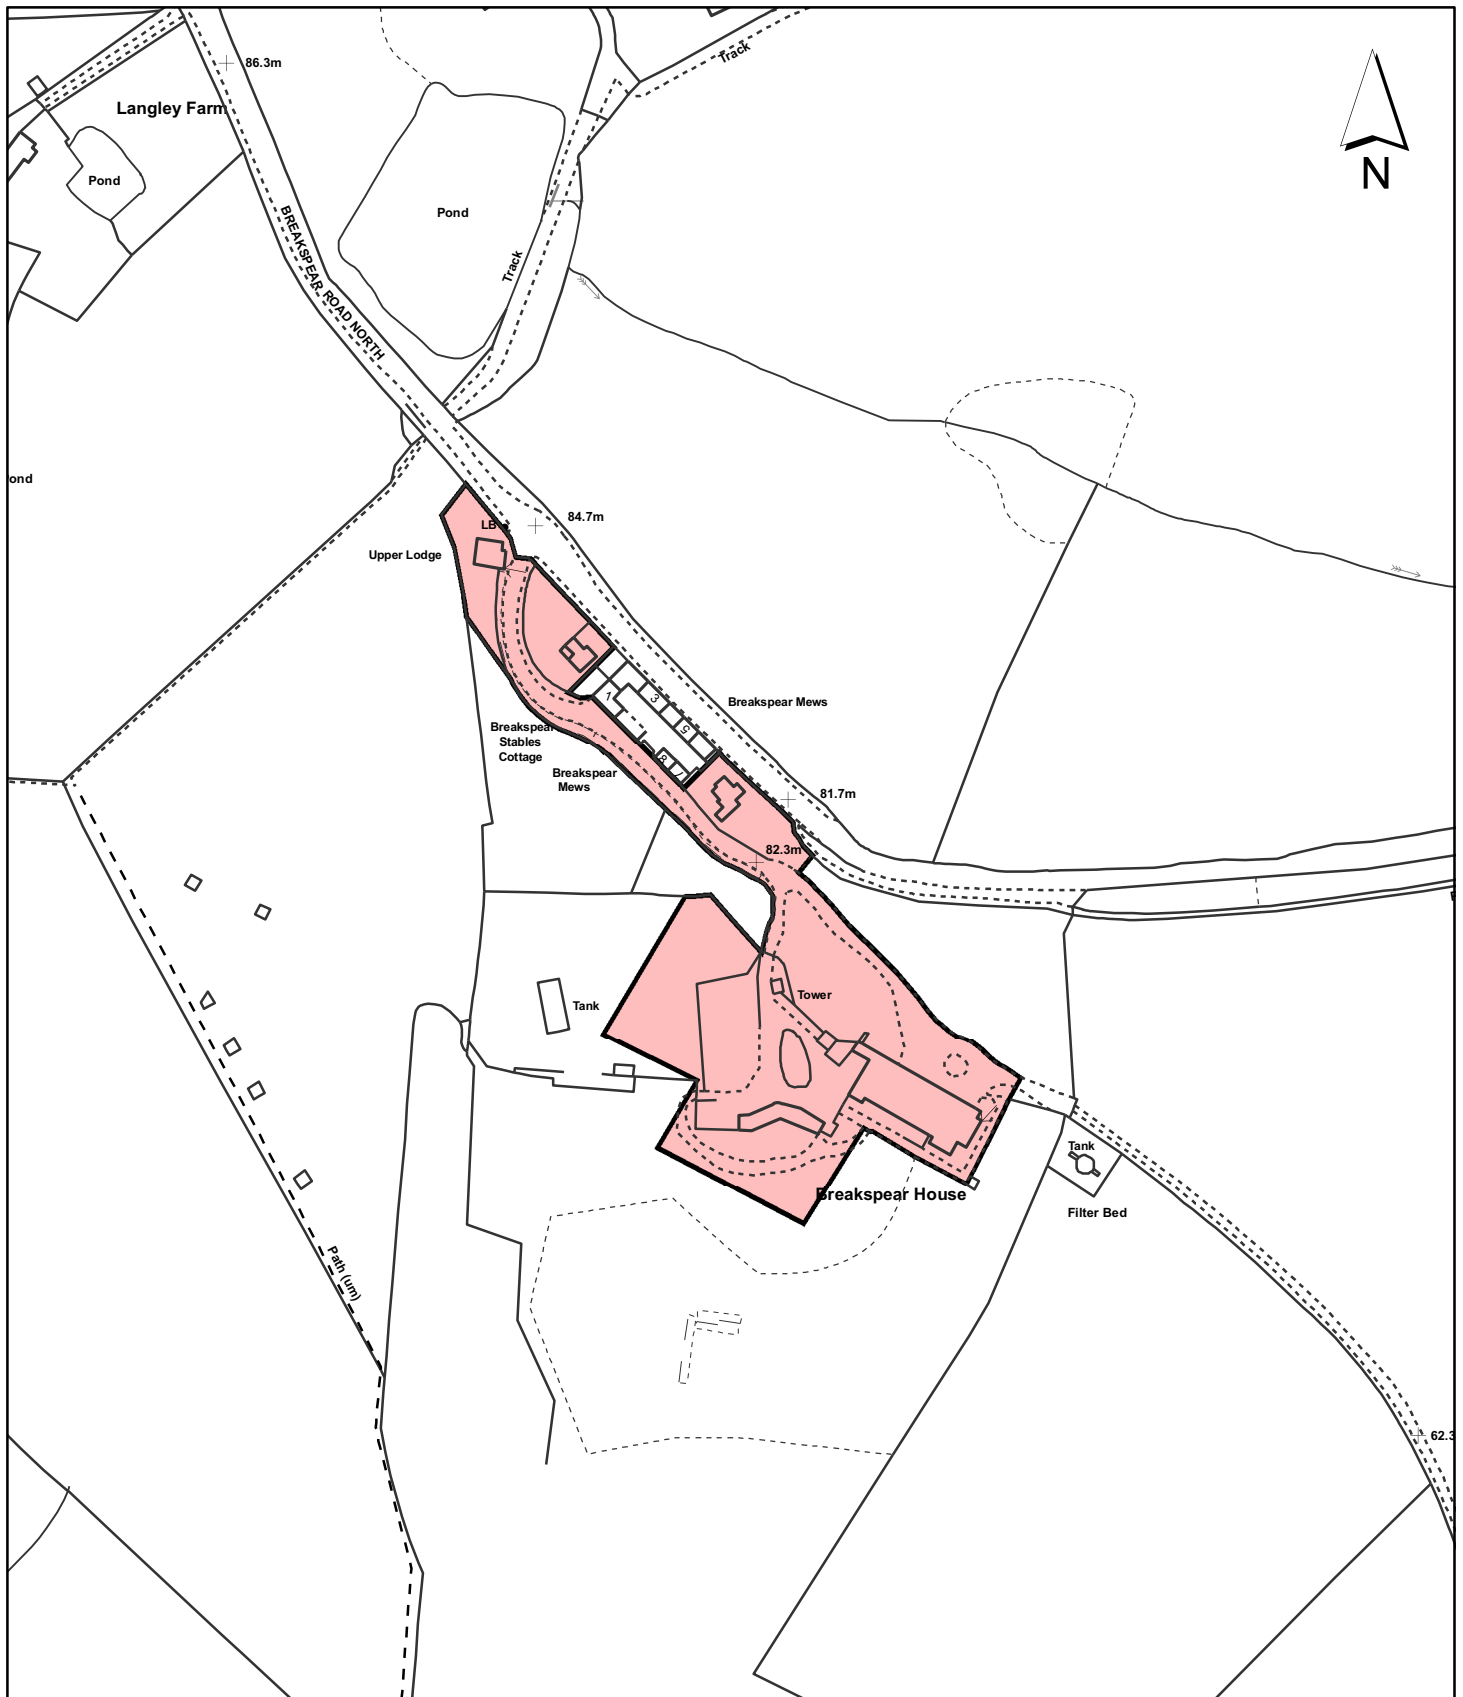 Track
86.3m
N
Langley Farm
Pond
Pond
BREAKSPEAR ROAD NORTH
Track
ond
84.7m
LB
Upper Lodge
1
3
5
Breakspear Mews
Breakspear
Stables
Cottage
8
7
Breakspear
Mews
81.7m
82.3m
Tower
Tank
Tank
Breakspear House
Filter Bed
Path (um)
62.3